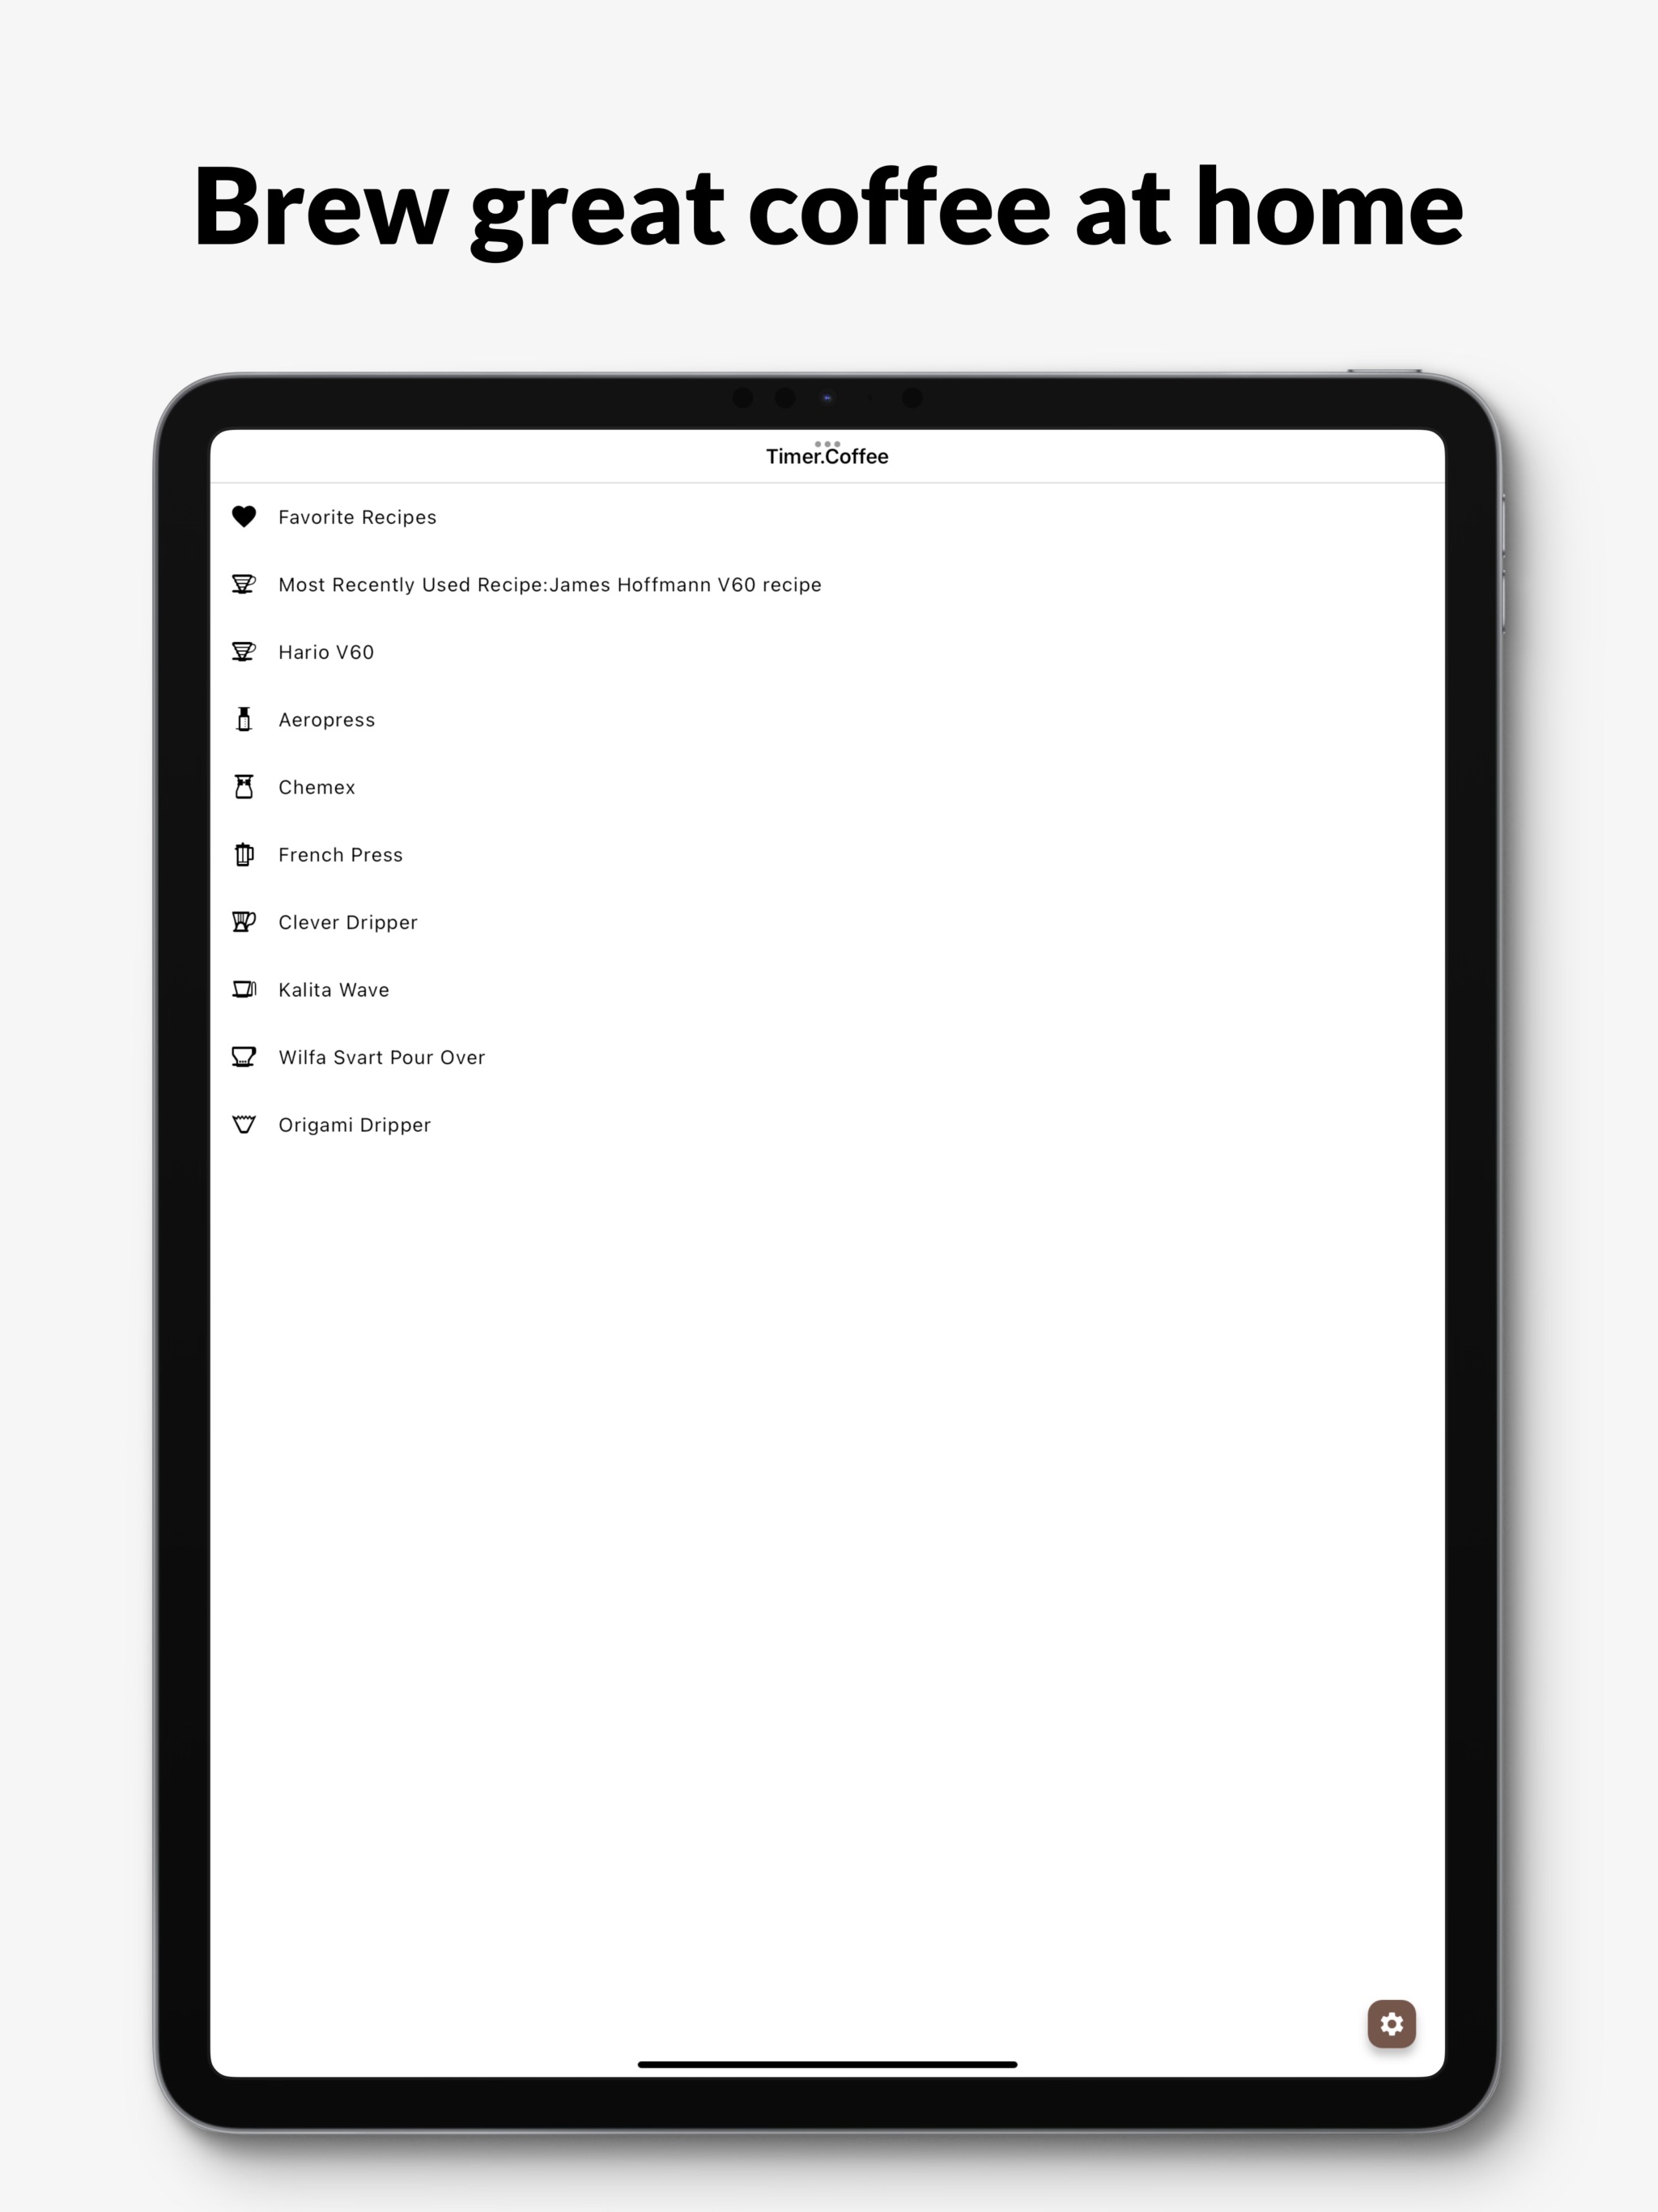 Brew great coffee at home
Timer.Coffee
Favorite Recipes
Most Recently Used Recipe:James Hoffmann V60 recipe
Hario V60
Aeropress
Chemex
French Press
Clever Dripper
Kalita Wave
Wilfa Svart Pour Over
Origami Dripper